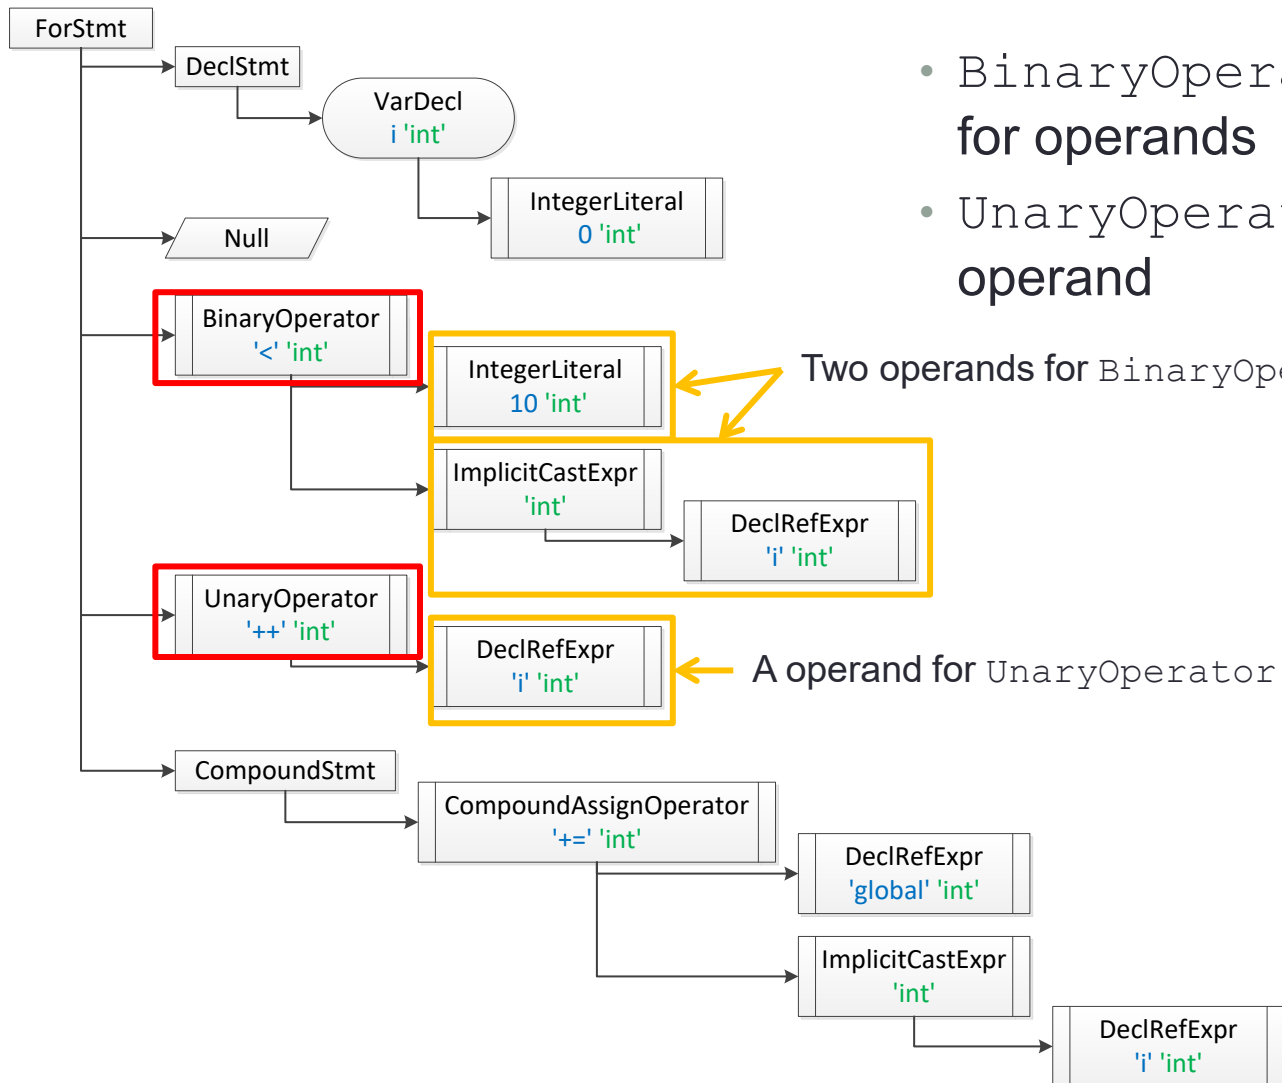 ForStmt
DeclStmt
VarDecl
i 'int'
IntegerLiteral
0 'int'
Null
BinaryOperator
'<' 'int'
IntegerLiteral
10 'int'
ImplicitCastExpr
'int'
DeclRefExpr
'i' 'int'
UnaryOperator
'++' 'int'
DeclRefExpr
'i' 'int'
CompoundStmt
CompoundAssignOperator
'+=' 'int'
DeclRefExpr
'global' 'int'
ImplicitCastExpr
'int'
DeclRefExpr
'i' 'int'
•
for operands
•
operand
Two operands for
A operand for UnaryOperator